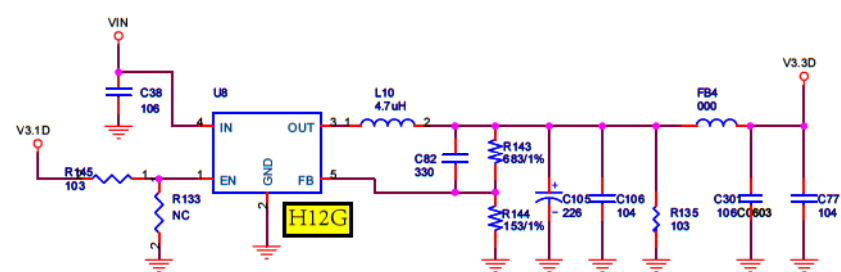 VIN
C38
106
V3.1D
R145
103
R133
NC
U8
IN
OUT
EN
GND
FB
4
3
1
5
2
H12G
L10
4.7uH
1
2
C82
330
R143
683/1%
R144
153/1%
C105
226
C106
104
R135
103
FB4
000
C301
106C0603
V3.3D
C77
104
1
2